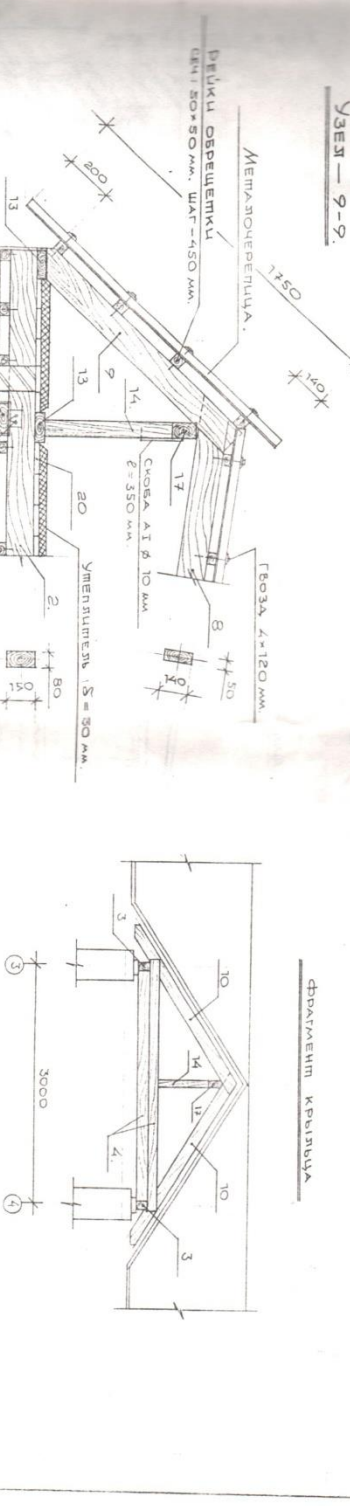 УЗЕЛ — 9-9.
РЕЙКИ ОБРЕШЕТКИ
СЕЧ: 50×50 ММ. ШАГ – 450 ММ.
МЕТАЛОЧЕРЕПИЦА.
1750
140
200
13
9
13
14
17
СКОБА АI ϕ 10 ММ
ℓ = 350 ММ.
8
ГВОЗД 4×120 ММ.
20
2.
УТЕПЛИТЕЛЬ δ = 50 ММ.
50
140
80
150
ФРАГМЕНТ КРЫЛЬЦА
3
10
14
17
10
4.
3
3
3000
4